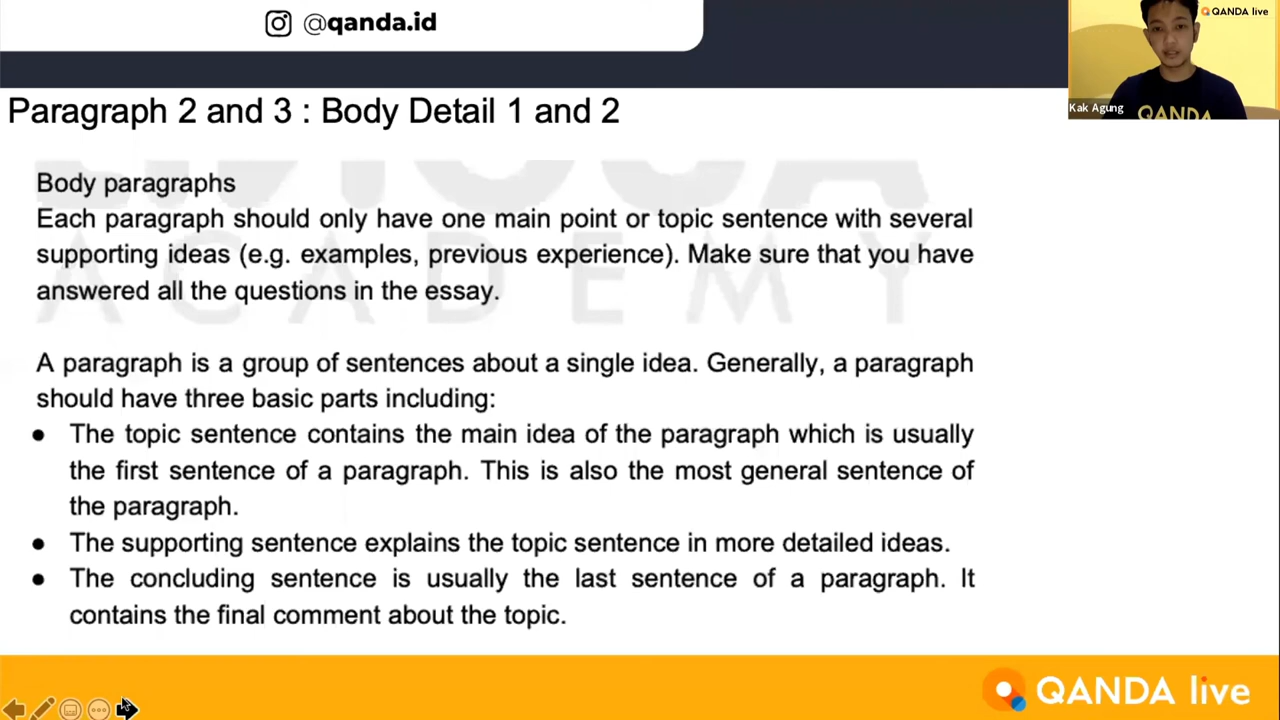 @qanda.id
QANDA live
Kak Agung
QANDA
Paragraph 2 and 3 : Body Detail 1 and 2
Body paragraphs
Each paragraph should only have one main point or topic sentence with several
supporting ideas (e.g. examples, previous experience). Make sure that you have
answered all the questions in the essay.
ACADEMY
A paragraph is a group of sentences about a single idea. Generally, a paragraph
should have three basic parts including:
● The topic sentence contains the main idea of the paragraph which is usually
the first sentence of a paragraph. This is also the most general sentence of
the paragraph.
● The supporting sentence explains the topic sentence in more detailed ideas.
● The concluding sentence is usually the last sentence of a paragraph. It
contains the final comment about the topic.
QANDA live